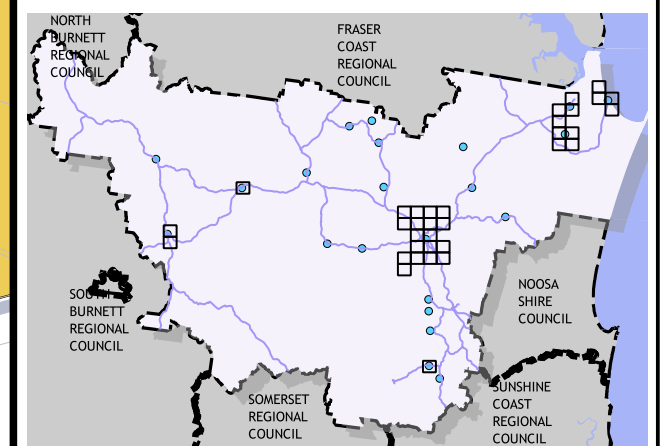 NORTH
BURNETT
REGIONAL
COUNCIL
FRASER
COAST
REGIONAL
COUNCIL
SOUTH
BURNETT
REGIONAL
COUNCIL
NOOSA
SHIRE
COUNCIL
SOMERSET
REGIONAL
COUNCIL
SUNSHINE
COAST
REGIONAL
COUNCIL